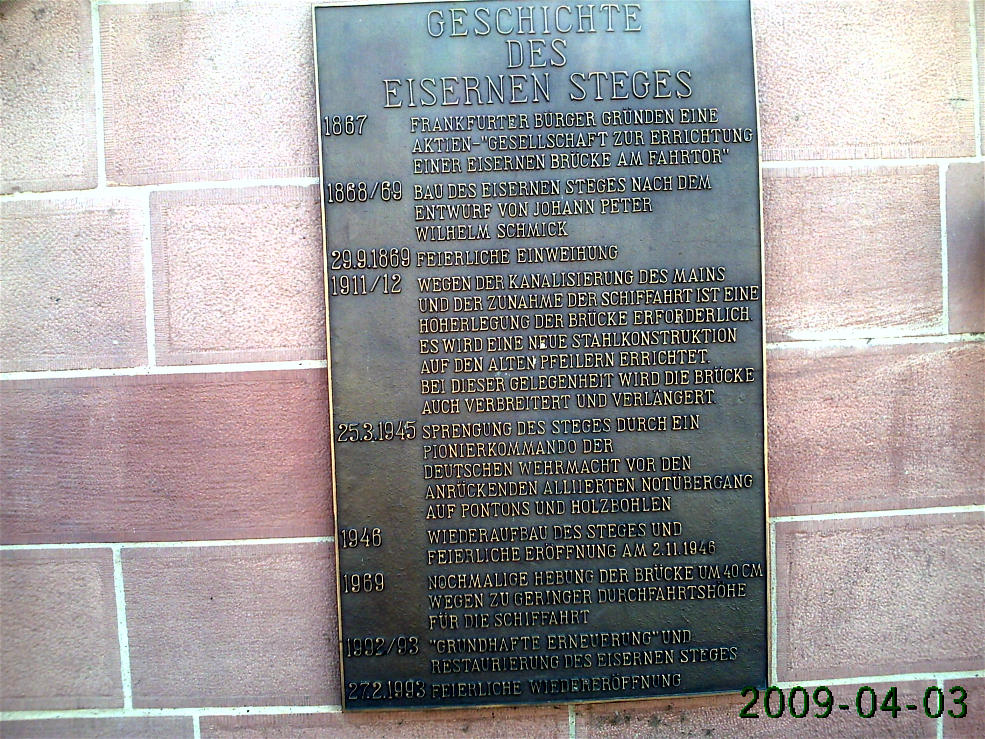 GESCHICHTE
DES
EISERNEN STEGES
1867 FRANKFURTER BÜRGER GRÜNDEN EINE
AKTIEN-"GESELLSCHAFT ZUR ERRICHTUNG
EINER EISERNEN BRÜCKE AM FAHRTOR"
1868/69 BAU DES EISERNEN STEGES NACH DEM
ENTWURF VON JOHANN PETER
WILHELM SCHMICK
29.9.1869 FEIERLICHE EINWEIHUNG
1911/12 WEGEN DER KANALISIERUNG DES MAINS
UND DER ZUNAHME DER SCHIFFAHRT IST EINE
HÖHERLEGUNG DER BRÜCKE ERFORDERLICH.
ES WIRD EINE NEUE STAHLKONSTRUKTION
AUF DEN ALTEN PFEILERN ERRICHTET.
BEI DIESER GELEGENHEIT WIRD DIE BRÜCKE
AUCH VERBREITERT UND VERLÄNGERT.
25.3.1945 SPRENGUNG DES STEGES DURCH EIN
PIONIERKOMMANDO DER
DEUTSCHEN WEHRMACHT VOR DEN
ANRÜCKENDEN ALLIIERTEN NOTÜBERGANG
AUF PONTONS UND HOLZBOHLEN
1946 WIEDERAUFBAU DES STEGES UND
FEIERLICHE ERÖFFNUNG AM 2.11.1946
1969 NOCHMALIGE HEBUNG DER BRÜCKE UM 40 CM
WEGEN ZU GERINGER DURCHFAHRTSHÖHE
FÜR DIE SCHIFFAHRT
1992/93 "GRUNDHAFTE ERNEUERUNG" UND
RESTAURIERUNG DES EISERNEN STEGES
27.2.1993 FEIERLICHE WIEDERERÖFFNUNG
2009-04-03